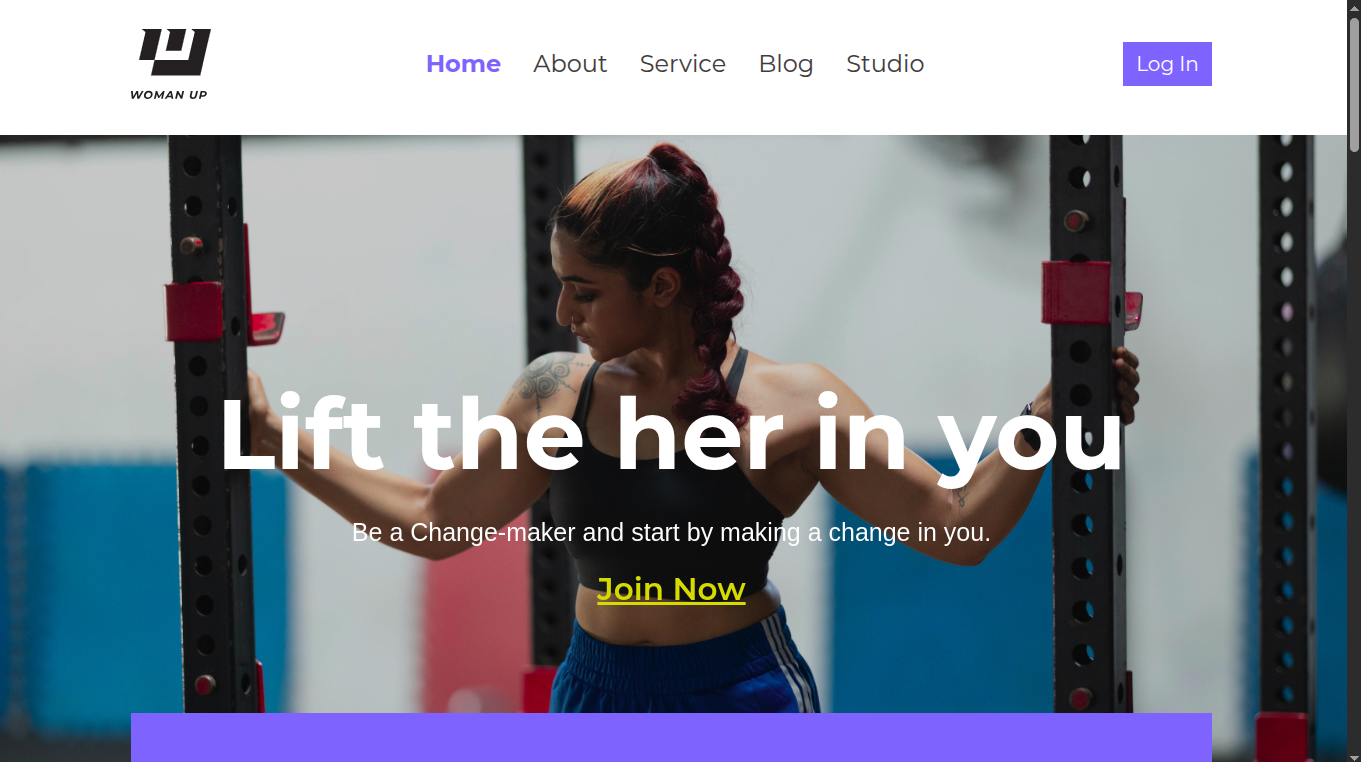 WOMAN UP
Home About Service Blog Studio
Log In
Lift the her in you
Be a Change-maker and start by making a change in you.
Join Now